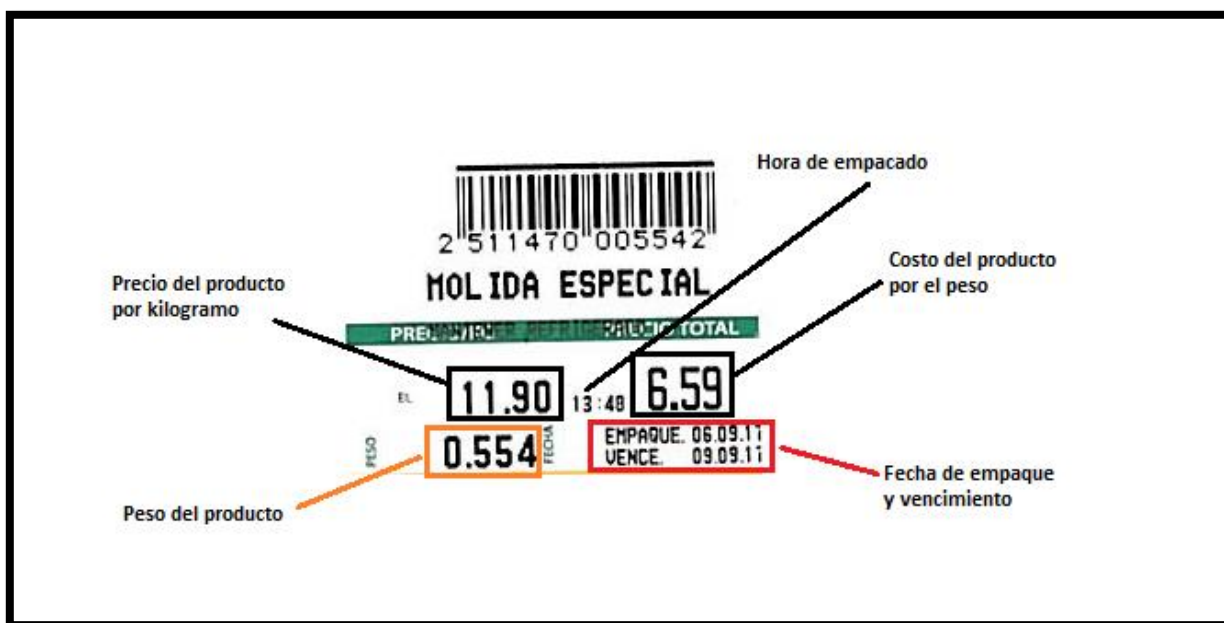 Hora de empacado
2 511470 005542
Costo del producto
por el peso
MOLIDA ESPECIAL
Precio del producto
por kilogramo
MANTENER REFRIGERADO
TOTAL
EL
11.90
13:48
6.59
PESO
0.554
FECHA
EMPAQUE. 06.09.11
VENCE. 09.09.11
Fecha de empaque
y vencimiento
Peso del producto